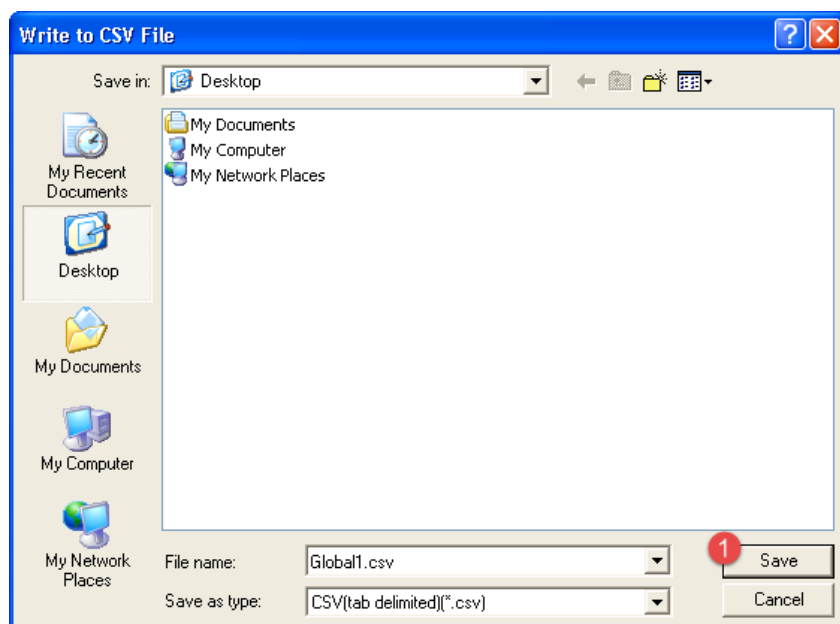 Write to CSV File
Save in:
Desktop
My Recent
Documents
Desktop
My Documents
My Computer
My Network
Places
My Documents
My Computer
My Network Places
File name:
Global1.csv
Save as type:
CSV(tab delimited)(*.csv)
1
Save
Cancel